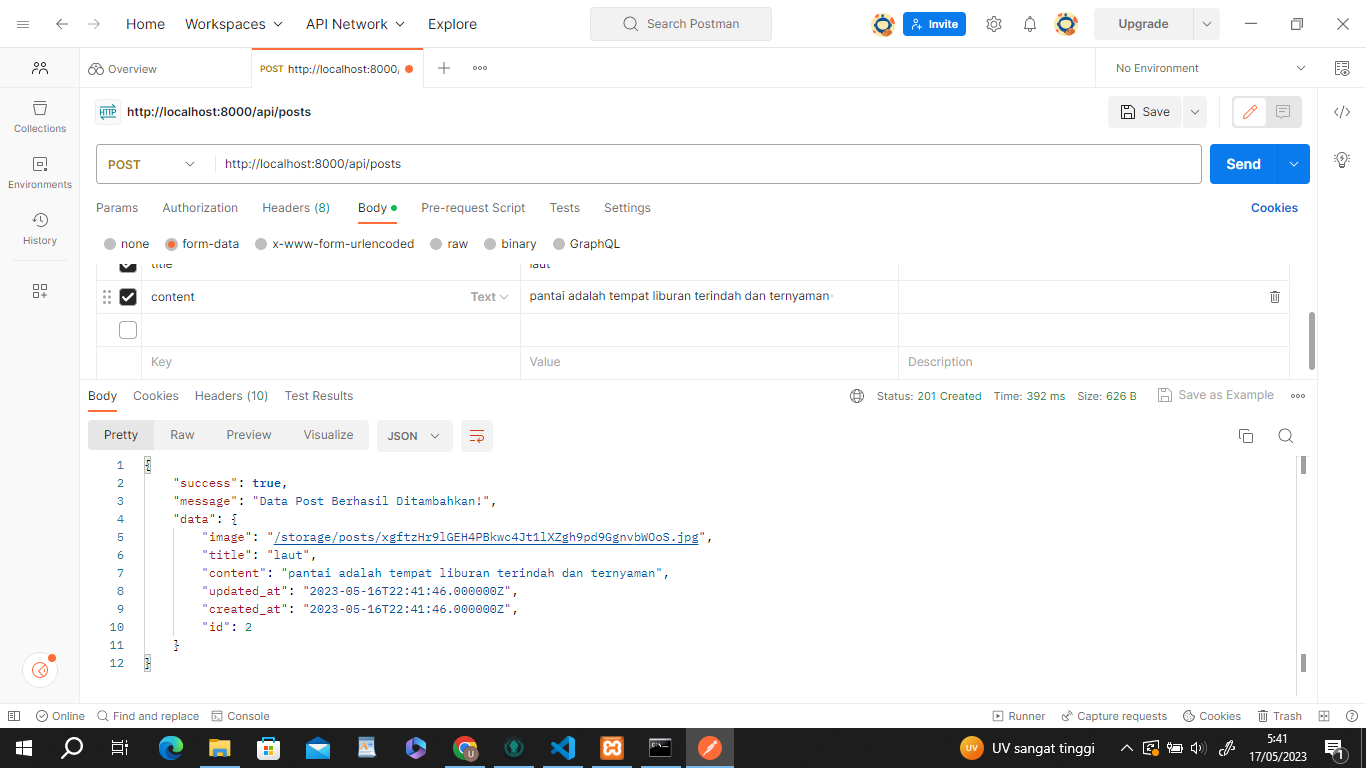 Home Workspaces API Network Explore Search Postman Invite Upgrade
Overview POST http://localhost:8000, No Environment
HTTP http://localhost:8000/api/posts Save
Collections
POST http://localhost:8000/api/posts Send
Environments
Params Authorization Headers (8) Body Pre-request Script Tests Settings Cookies
History
none form-data x-www-form-urlencoded raw binary GraphQL
title laut
content Text pantai adalah tempat liburan terindah dan ternyaman
Key Value Description
Body Cookies Headers (10) Test Results Status: 201 Created Time: 392 ms Size: 626 B Save as Example
Pretty Raw Preview Visualize JSON
1 {
2 "success": true,
3 "message": "Data Post Berhasil Ditambahkan!",
4 "data": {
5 "image": "/storage/posts/xgftzHr9lGEH4PBkwc4Jt1lXZgh9pd9GgnvbWOoS.jpg",
6 "title": "laut",
7 "content": "pantai adalah tempat liburan terindah dan ternyaman",
8 "updated_at": "2023-05-16T22:41:46.000000Z",
9 "created_at": "2023-05-16T22:41:46.000000Z",
10 "id": 2
11 }
12 }
Online Find and replace Console Runner Capture requests Cookies Trash
UV UV sangat tinggi 5:41
17/05/2023 1